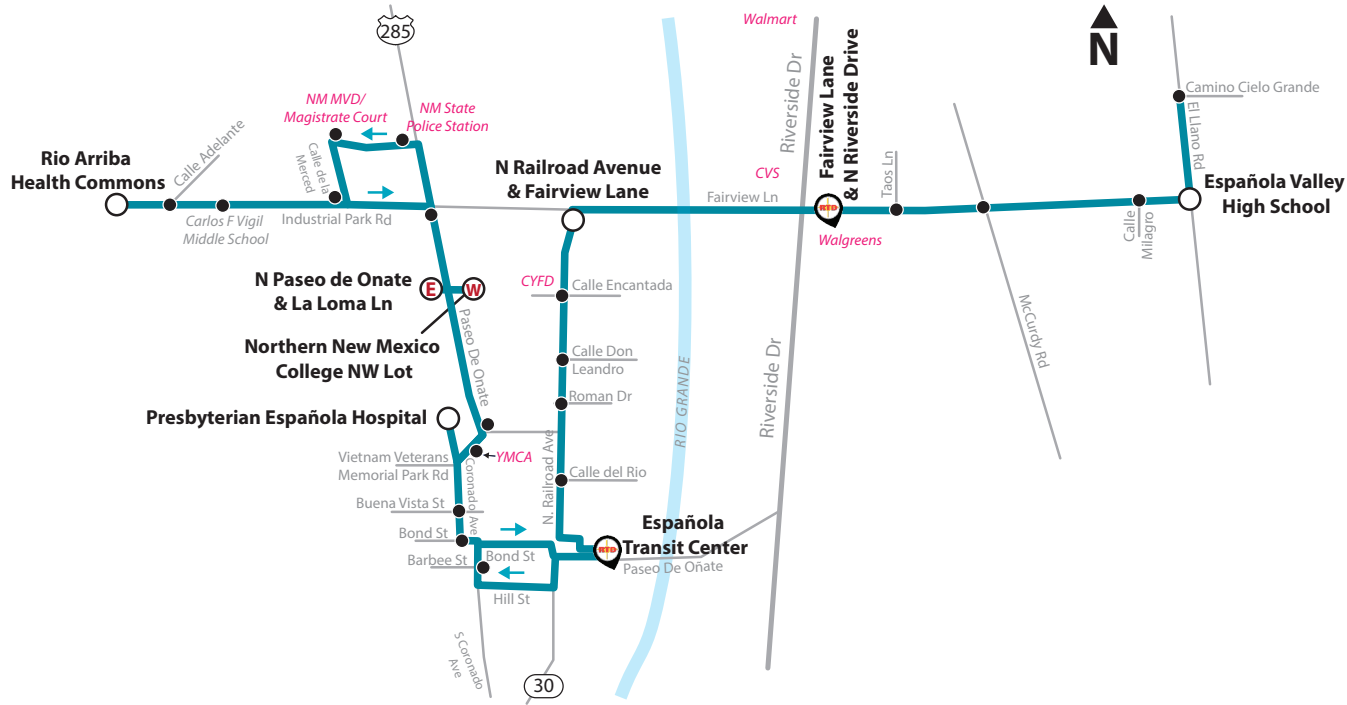 285
Walmart
N
Riverside Dr
Fairview Lane
& N Riverside Drive
NM MVD/
Magistrate Court
NM State
Police Station
Camino Cielo Grande
El Llano Rd
Calle Adelante
Calle de la
Merced
Rio Arriba
Health Commons
N Railroad Avenue
& Fairview Lane
CVS
Taos Ln
Fairview Ln
RTD
Española Valley
High School
Carlos F Vigil
Middle School
Industrial Park Rd
Walgreens
Calle
Milagro
N Paseo de Onate
& La Loma Ln
E
W
CYFD
Calle Encantada
McCurdy Rd
Paseo De Onate
Northern New Mexico
College NW Lot
Calle Don
Leandro
RIO GRANDE
Riverside Dr
Roman Dr
Presbyterian Española Hospital
Vietnam Veterans
Memorial Park Rd
YMCA
Coronado Ave
N. Railroad Ave
Calle del Rio
Buena Vista St
Bond St
Española
Transit Center
RTD
Barbee St
Bond St
Paseo De Oñate
Hill St
S Coronado
Ave
30